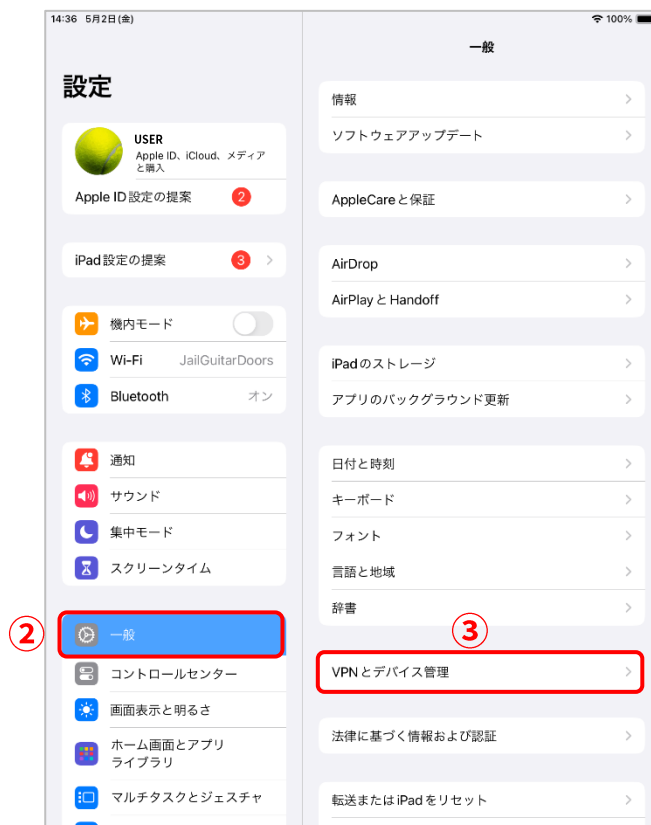 14:36 5月2日(金)
100%
設定
USER
Apple ID、iCloud、メディア
と購入
Apple ID設定の提案 2
iPad設定の提案 3
機内モード
Wi-Fi JailGuitarDoors
Bluetooth オン
通知
サウンド
集中モード
スクリーンタイム
②
一般
コントロールセンター
画面表示と明るさ
ホーム画面とアプリ
ライブラリ
マルチタスクとジェスチャ
一般
情報
ソフトウェアアップデート
AppleCareと保証
AirDrop
AirPlayとHandoff
iPadのストレージ
アプリのバックグラウンド更新
日付と時刻
キーボード
フォント
言語と地域
辞書
③
VPNとデバイス管理
法律に基づく情報および認証
転送またはiPadをリセット